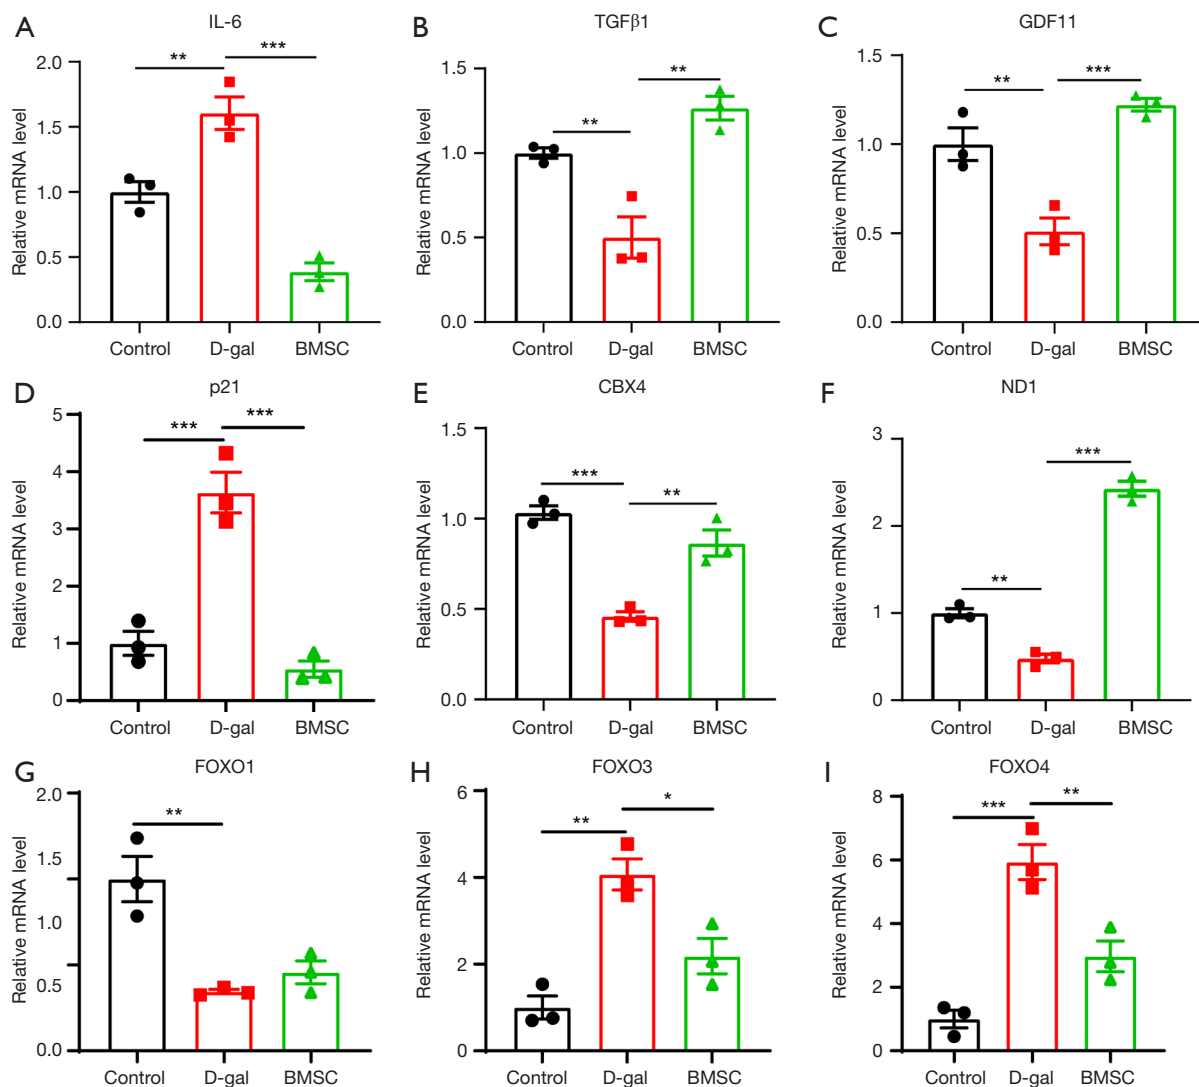 A
IL-6
Relative mRNA level
2.0
1.5
1.0
0.5
0.0
**
***
Control D-gal BMSC
B
TGFβ1
Relative mRNA level
1.5
1.0
0.5
0.0
**
**
Control D-gal BMSC
C
GDF11
Relative mRNA level
1.5
1.0
0.5
0.0
**
***
Control D-gal BMSC
D
p21
Relative mRNA level
5
4
3
2
1
0
***
***
Control D-gal BMSC
E
CBX4
Relative mRNA level
1.5
1.0
0.5
0.0
***
**
Control D-gal BMSC
F
ND1
Relative mRNA level
3
2
1
0
**
***
Control D-gal BMSC
G
FOXO1
Relative mRNA level
2.0
1.5
1.0
0.5
0.0
**
Control D-gal BMSC
H
FOXO3
Relative mRNA level
6
4
2
0
**
*
Control D-gal BMSC
I
FOXO4
Relative mRNA level
8
6
4
2
0
***
**
Control D-gal BMSC